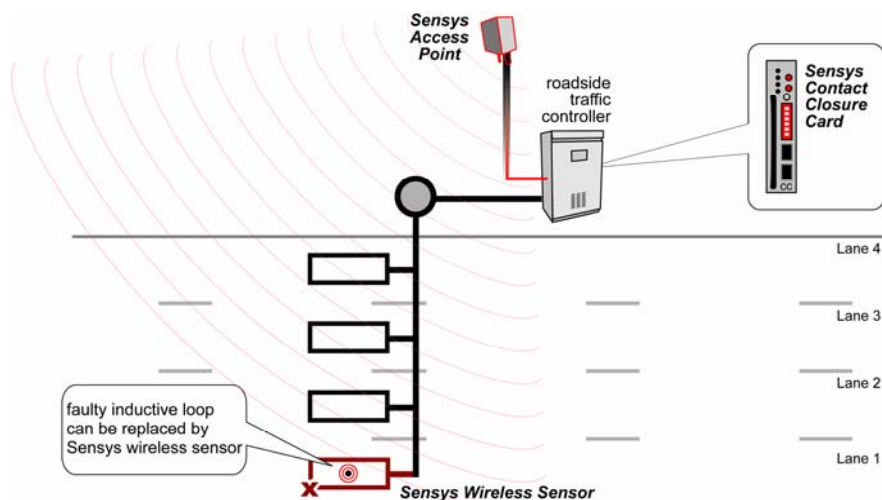 Sensys
Access
Point
roadside
traffic
controller
Sensys
Contact
Closure
Card
CC
Lane 4
Lane 3
Lane 2
faulty inductive loop
can be replaced by
Sensys wireless sensor
Lane 1
X
Sensys Wireless Sensor